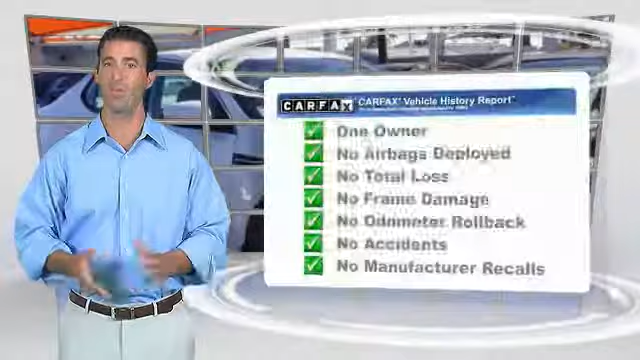 CARFAX CARFAX Vehicle History Report™
One Owner
No Airbags Deployed
No Total Loss
No Frame Damage
No Odometer Rollback
No Accidents
No Manufacturer Recalls